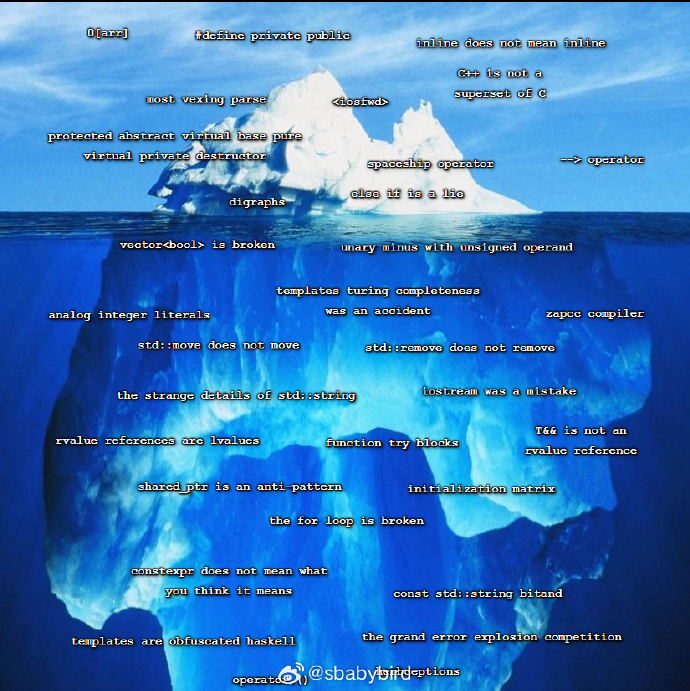 0[arr]
#define private public
inline does not mean inline
C++ is not a
superset of C
most vexing parse
<iosfwd>
protected abstract virtual base pure
virtual private destructor
spaceship operator
--> operator
else if is a lie
digraphs
vector<bool> is broken
unary minus with unsigned operand
templates turing completeness
was an accident
analog integer literals
zapcc compiler
std::move does not move
std::remove does not remove
the strange details of std::string
iostream was a mistake
T&& is not an
rvalue reference
rvalue references are lvalues
function try blocks
shared_ptr is an anti-pattern
initialization matrix
the for loop is broken
constexpr does not mean what
you think it means
const std::string bitand
templates are obfuscated haskell
the grand error explosion competition
@sbabybird